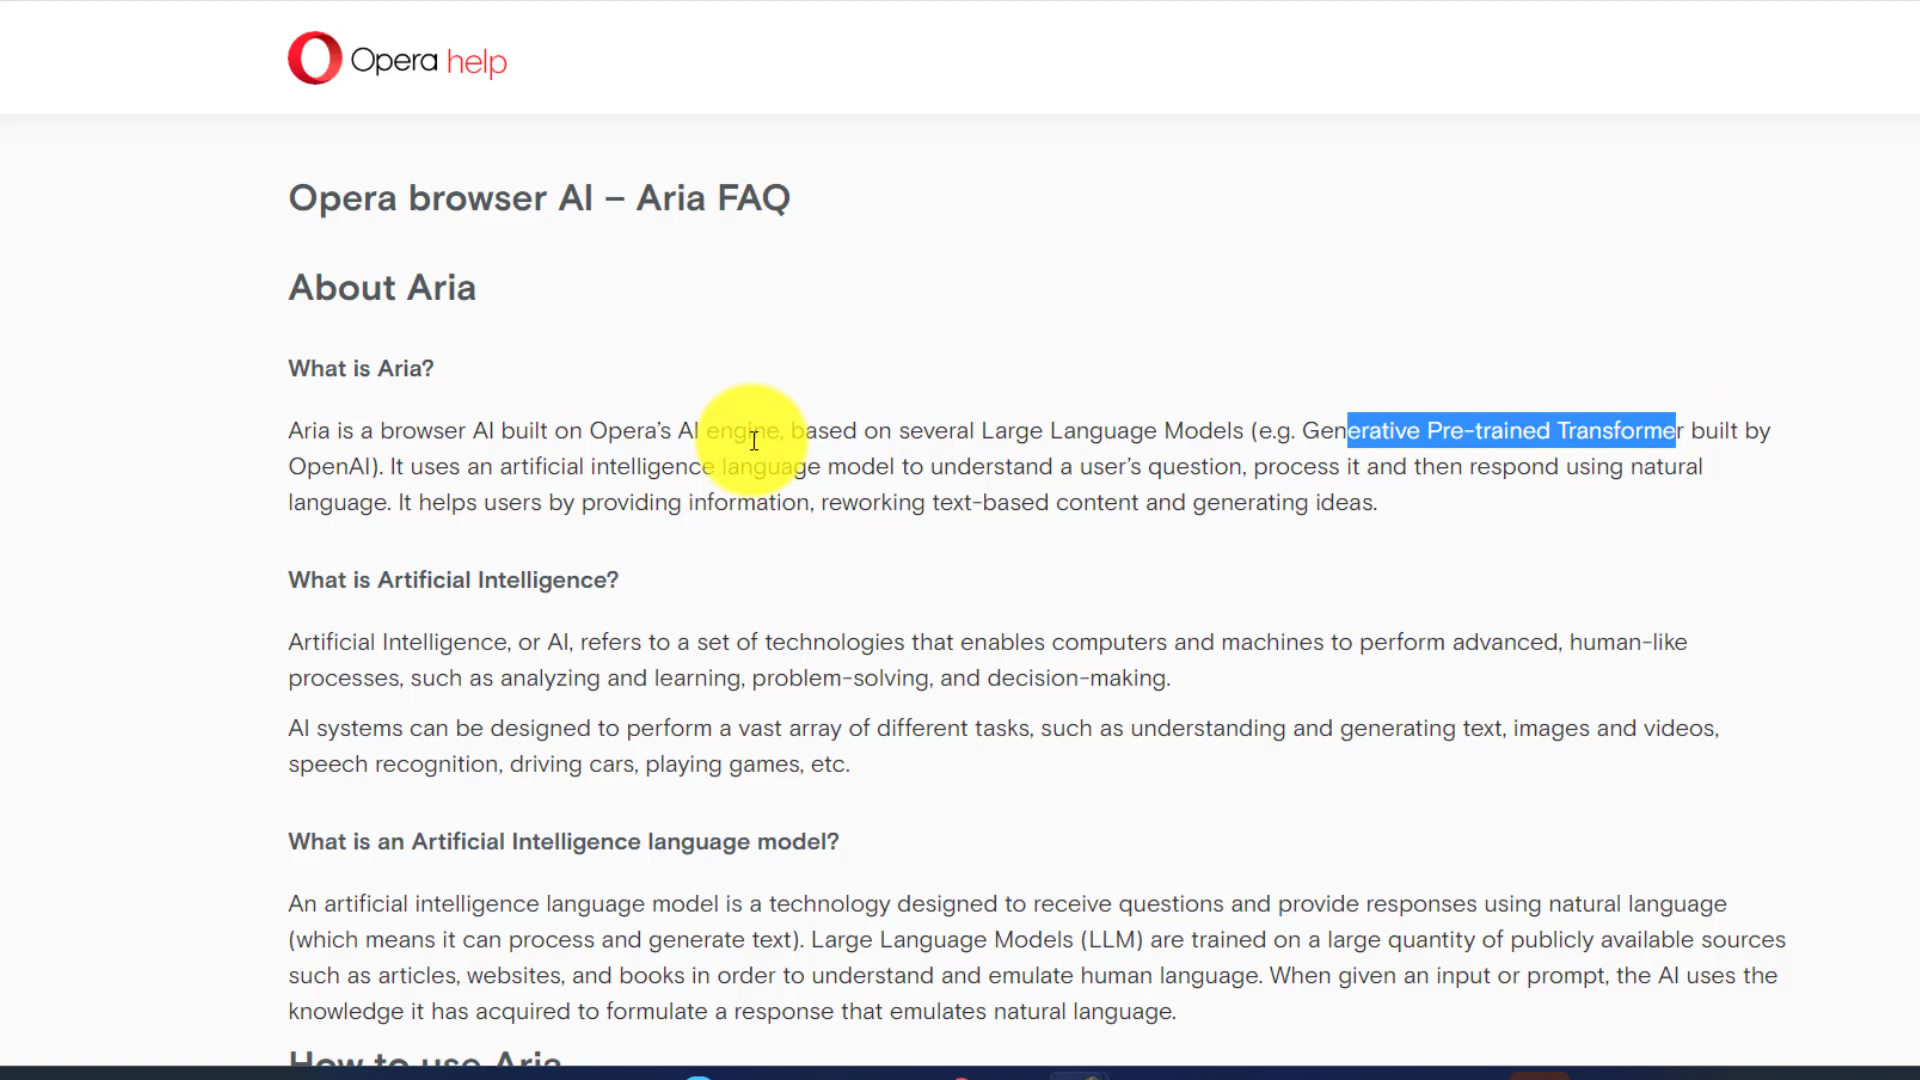 Opera help
Opera browser AI – Aria FAQ
About Aria
What is Aria?
Aria is a browser AI built on Opera’s AI engine, based on several Large Language Models (e.g. Generative Pre-trained Transformer built by
OpenAI). It uses an artificial intelligence language model to understand a user’s question, process it and then respond using natural
language. It helps users by providing information, reworking text-based content and generating ideas.
What is Artificial Intelligence?
Artificial Intelligence, or AI, refers to a set of technologies that enables computers and machines to perform advanced, human-like
processes, such as analyzing and learning, problem-solving, and decision-making.
AI systems can be designed to perform a vast array of different tasks, such as understanding and generating text, images and videos,
speech recognition, driving cars, playing games, etc.
What is an Artificial Intelligence language model?
An artificial intelligence language model is a technology designed to receive questions and provide responses using natural language
(which means it can process and generate text). Large Language Models (LLM) are trained on a large quantity of publicly available sources
such as articles, websites, and books in order to understand and emulate human language. When given an input or prompt, the AI uses the
knowledge it has acquired to formulate a response that emulates natural language.
How to use Aria